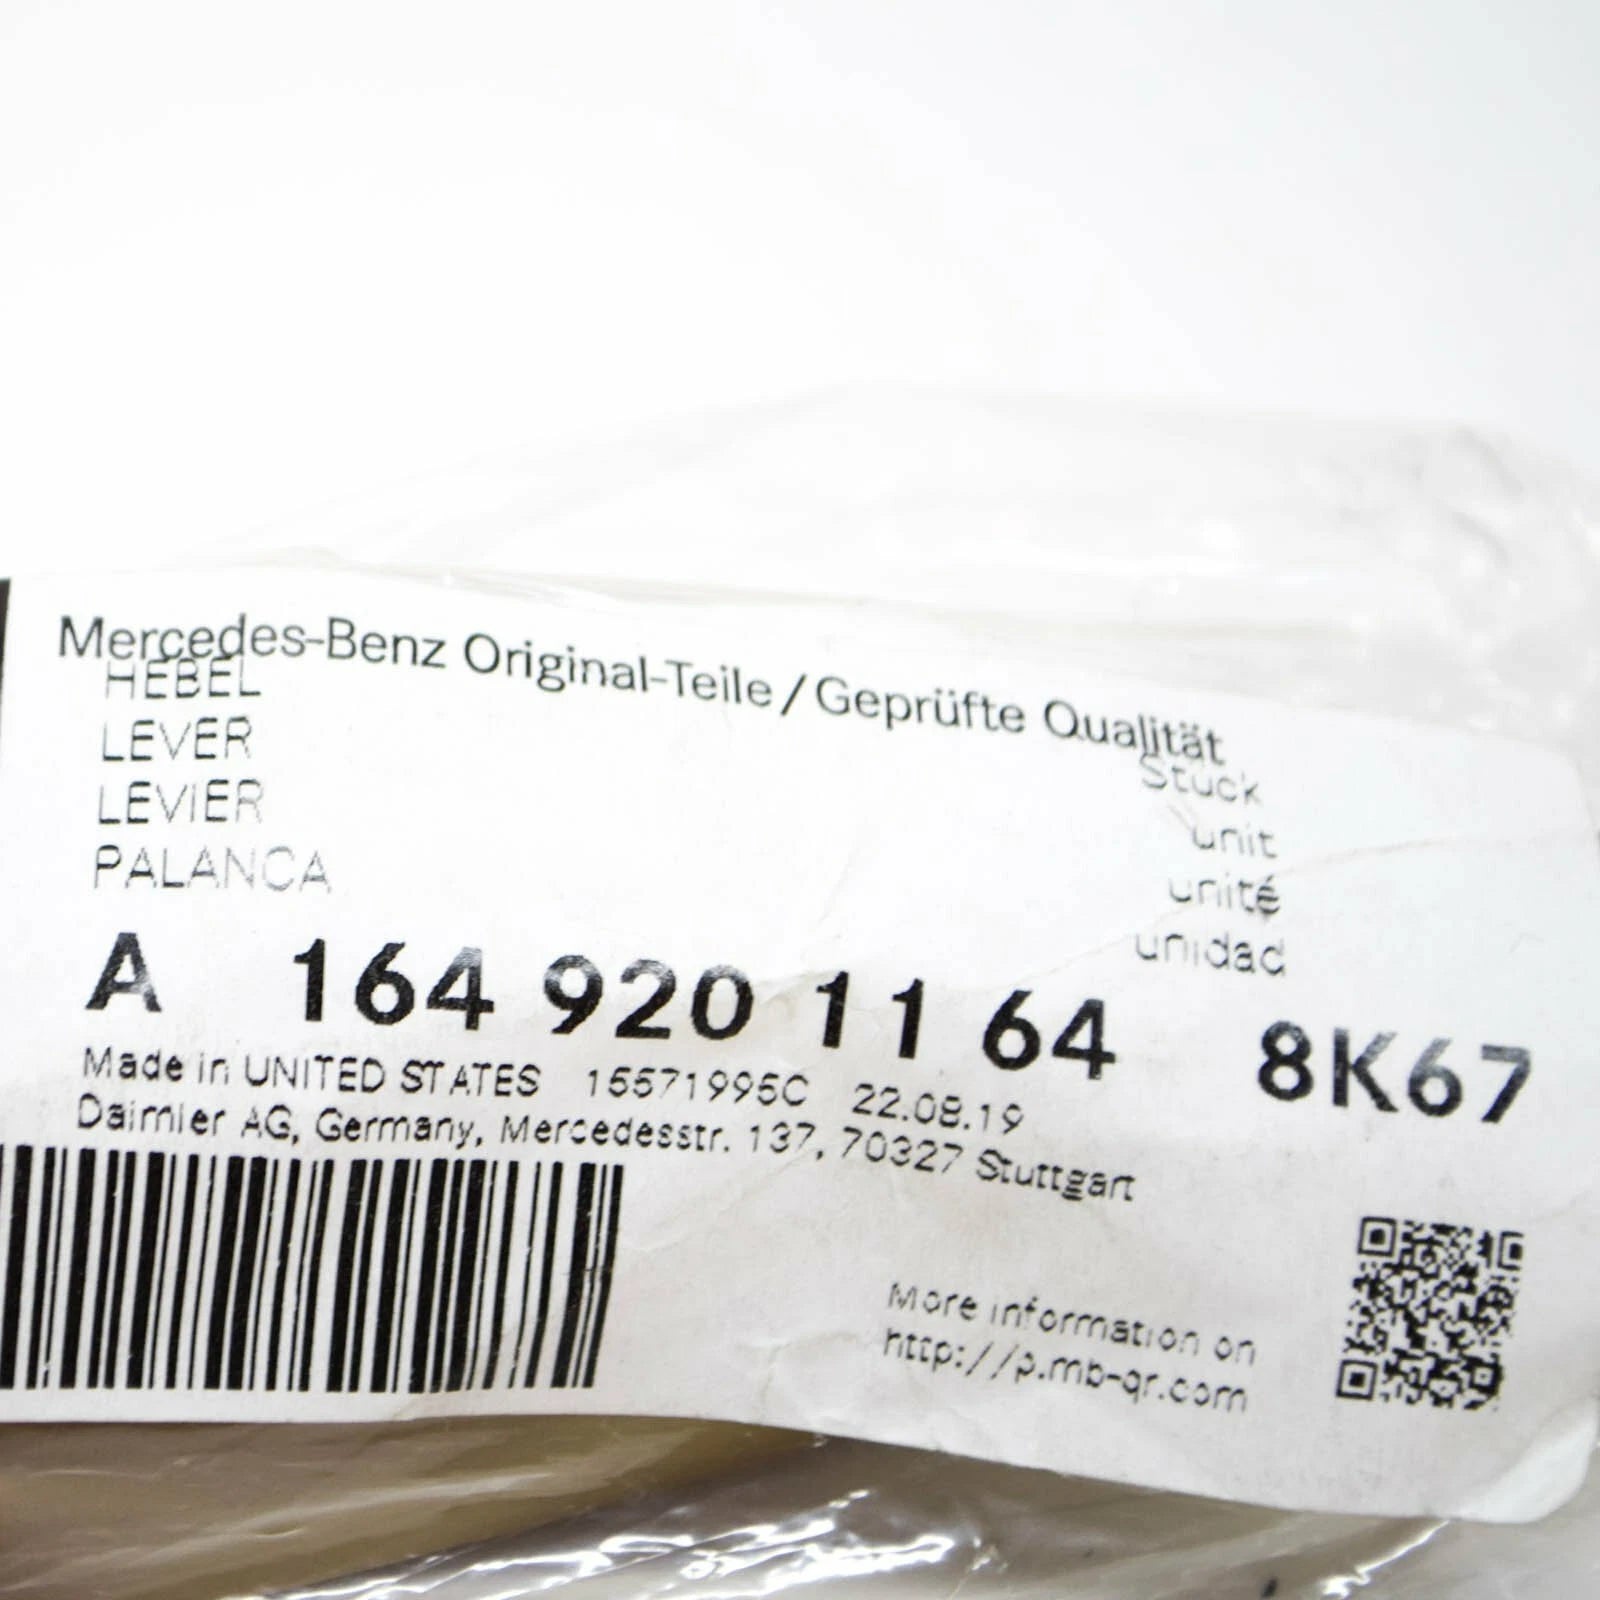 Mercedes-Benz Original-Teile / Geprüfte Qualität
HEBEL
LEVER
LEVIER
PALANCA
Stück
unit
unité
unidad
A 164 920 11 64 8K67
Made in UNITED STATES 15571995C 22.08.19
Daimler AG, Germany, Mercedesstr. 137, 70327 Stuttgart
More information on
http://p.mb-qr.com